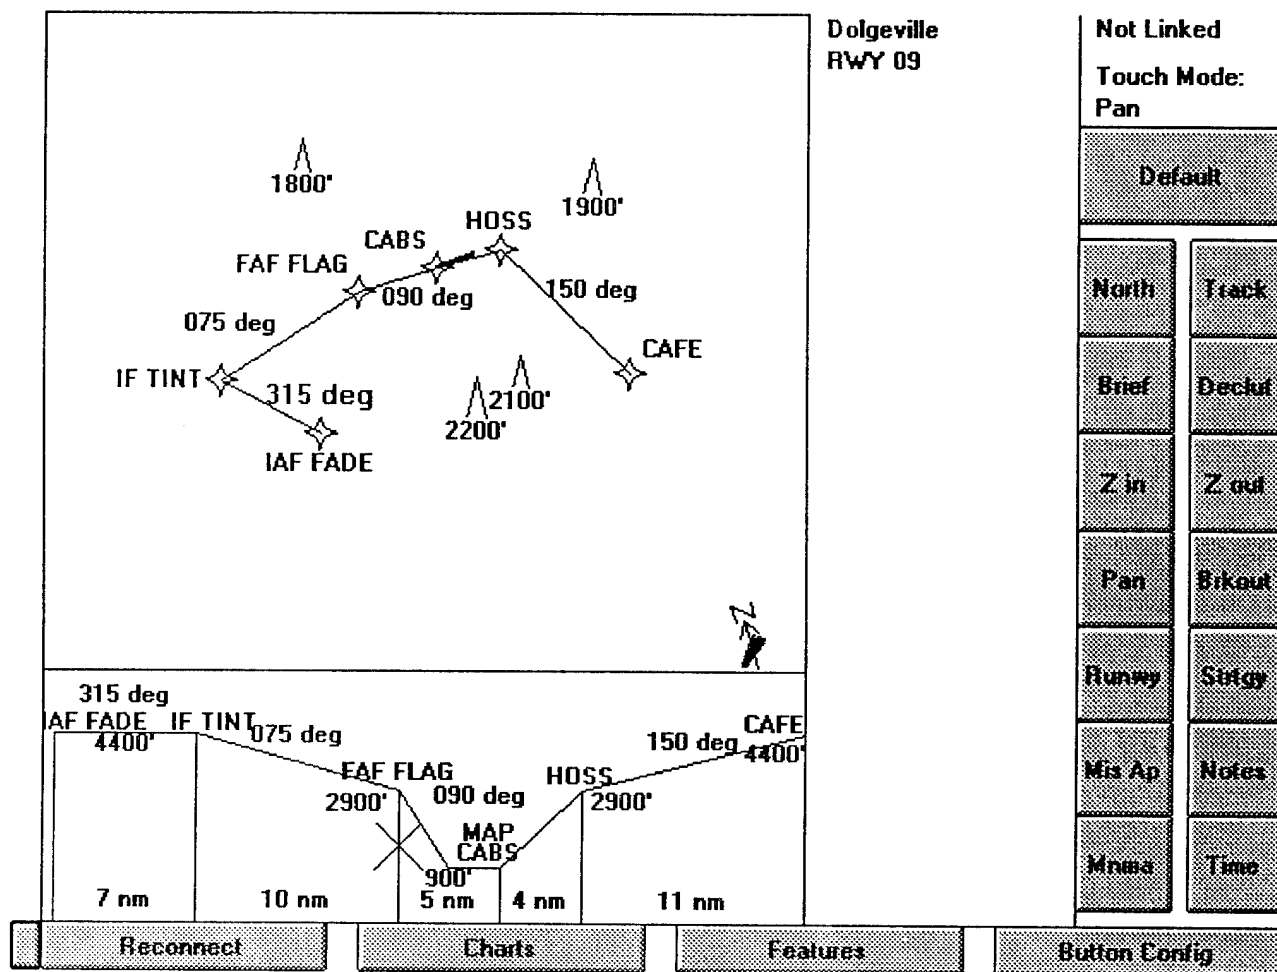 Dolgeville
RWY 09
Not Linked
Touch Mode:
Pan
Default
1800'
1900'
HOSS
CABS
FAF FLAG
090 deg
150 deg
075 deg
CAFE
IF TINT
315 deg
2100'
2200'
IAF FADE
N
North
Track
Brief
Declut
Z in
Z out
Pan
Brkout
Runwy
Strtgy
Mis Ap
Notes
Mnma
Time
315 deg
IAF FADE
IF TINT
075 deg
4400'
CAFE
150 deg
4400'
FAF FLAG
HOSS
2900'
090 deg
2900'
MAP
CABS
900'
7 nm
10 nm
5 nm
4 nm
11 nm
Reconnect
Charts
Features
Button Config